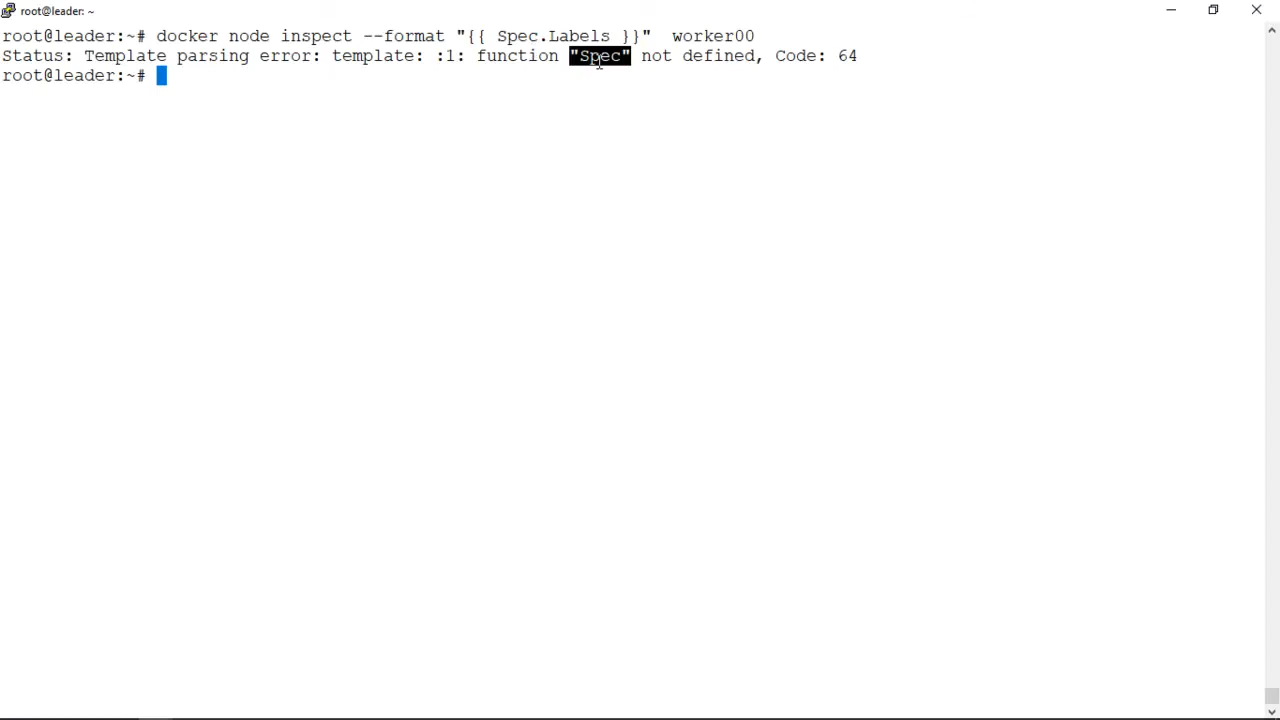 root@leader: ~
root@leader:~# docker node inspect --format "{{ Spec.Labels }}"  worker00
Status: Template parsing error: template: :1: function "Spec" not defined, Code: 64
root@leader:~#